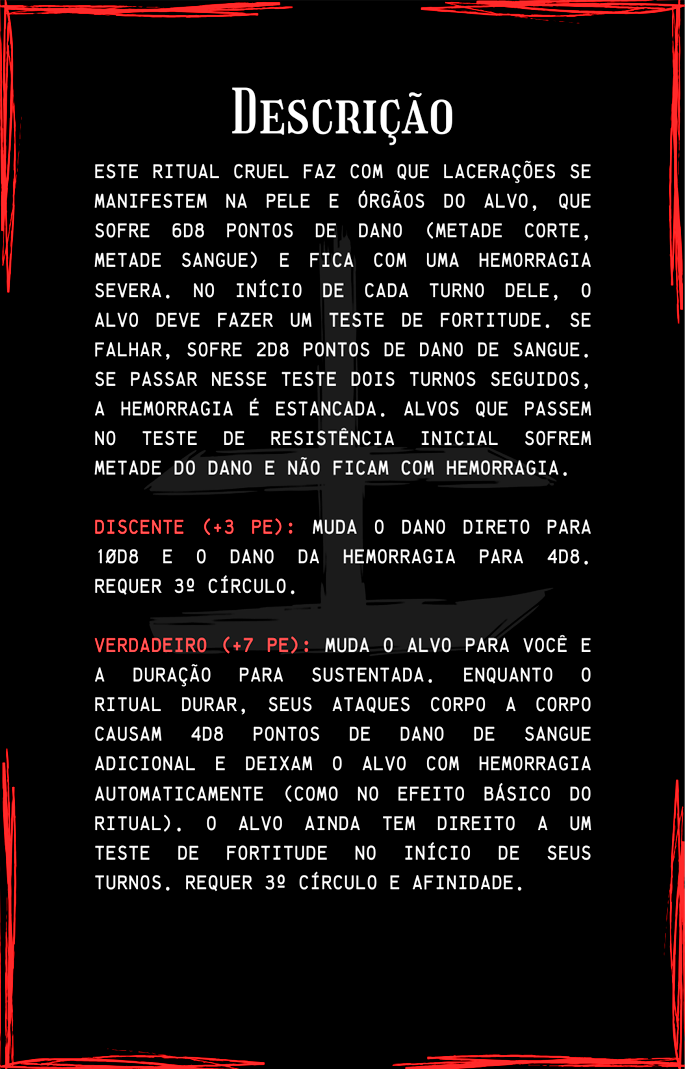 Descrição
ESTE RITUAL CRUEL FAZ COM QUE LACERAÇÕES SE
MANIFESTEM NA PELE E ÓRGÃOS DO ALVO, QUE
SOFRE 6D8 PONTOS DE DANO (METADE CORTE,
METADE SANGUE) E FICA COM UMA HEMORRAGIA
SEVERA. NO INÍCIO DE CADA TURNO DELE, O
ALVO DEVE FAZER UM TESTE DE FORTITUDE. SE
FALHAR, SOFRE 2D8 PONTOS DE DANO DE SANGUE.
SE PASSAR NESSE TESTE DOIS TURNOS SEGUIDOS,
A HEMORRAGIA É ESTANCADA. ALVOS QUE PASSEM
NO TESTE DE RESISTÊNCIA INICIAL SOFREM
METADE DO DANO E NÃO FICAM COM HEMORRAGIA.
DISCENTE (+3 PE): MUDA O DANO DIRETO PARA
10D8 E O DANO DA HEMORRAGIA PARA 4D8.
REQUER 3º CÍRCULO.
VERDADEIRO (+7 PE): MUDA O ALVO PARA VOCÊ E
A DURAÇÃO PARA SUSTENTADA. ENQUANTO O
RITUAL DURAR, SEUS ATAQUES CORPO A CORPO
CAUSAM 4D8 PONTOS DE DANO DE SANGUE
ADICIONAL E DEIXAM O ALVO COM HEMORRAGIA
AUTOMATICAMENTE (COMO NO EFEITO BÁSICO DO
RITUAL). O ALVO AINDA TEM DIREITO A UM
TESTE DE FORTITUDE NO INÍCIO DE SEUS
TURNOS. REQUER 3º CÍRCULO E AFINIDADE.